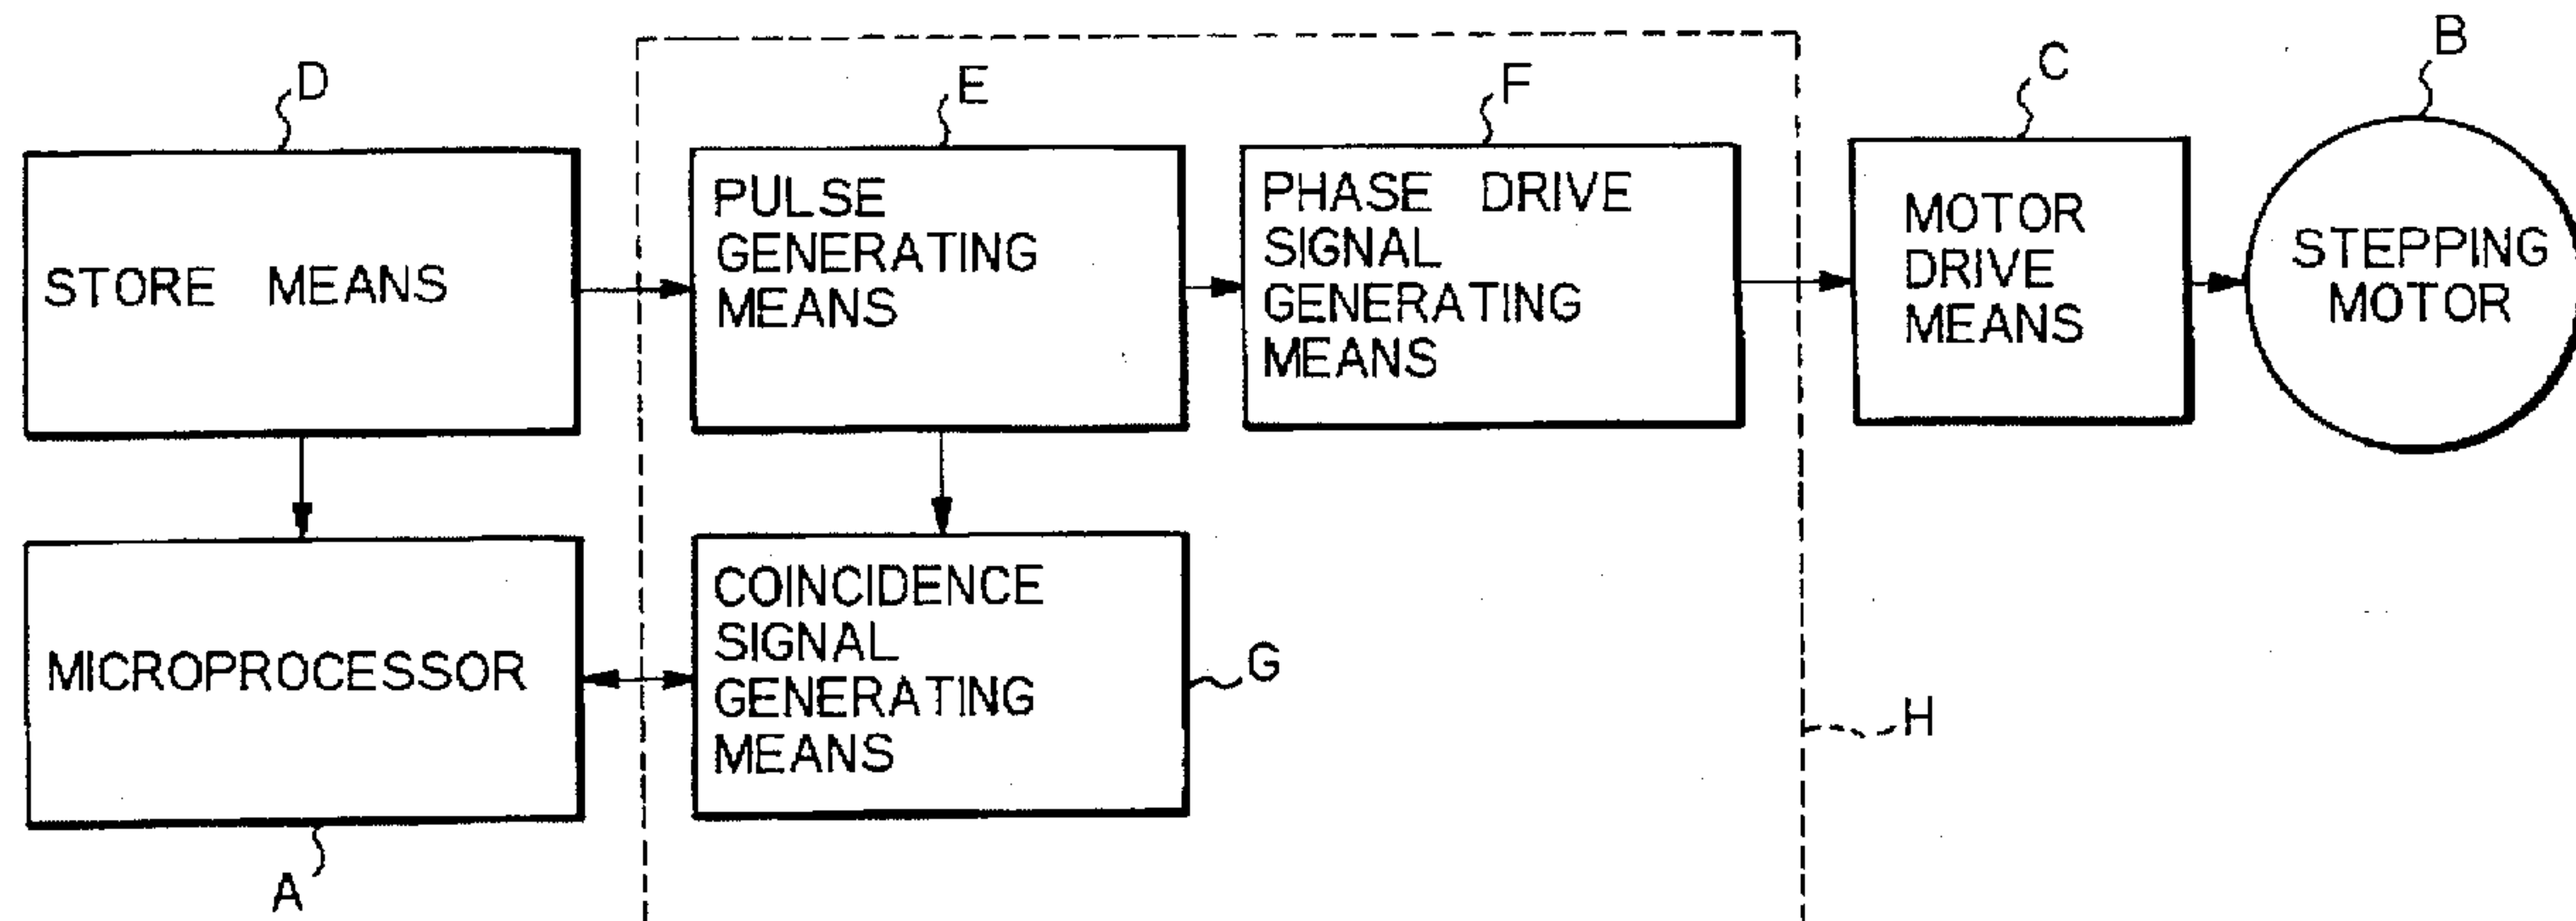 D
E
F
C
B
STORE MEANS
PULSE
GENERATING
MEANS
PHASE DRIVE
SIGNAL
GENERATING
MEANS
MOTOR
DRIVE
MEANS
STEPPING
MOTOR
MICROPROCESSOR
COINCIDENCE
SIGNAL
GENERATING
MEANS
G
H
A